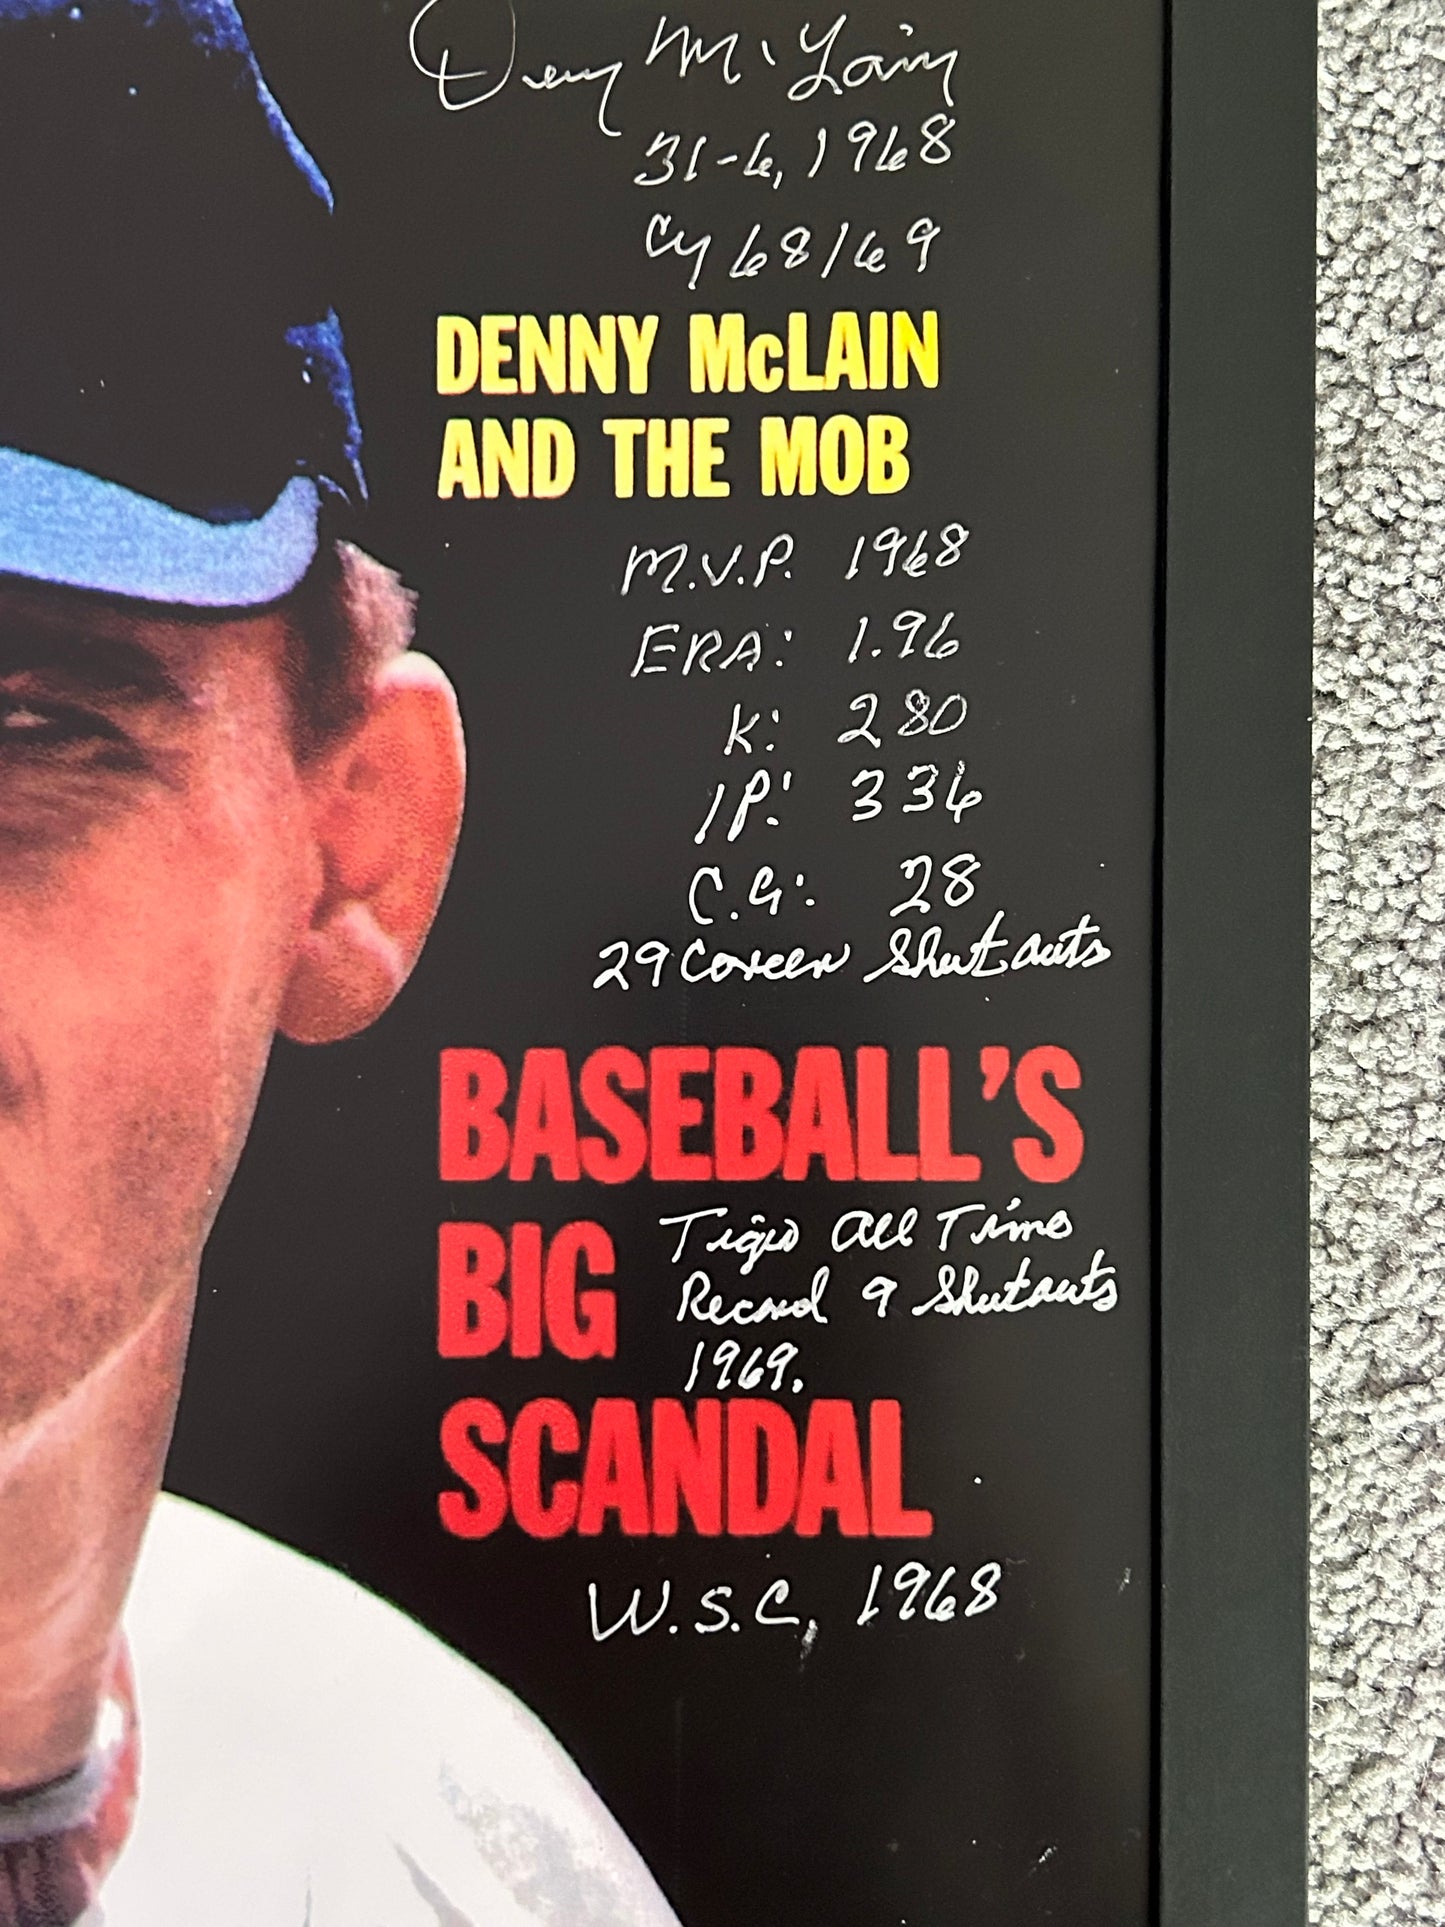 Denny McLain
31-6, 1968
Cy 68/69
DENNY McLAIN
AND THE MOB
M.V.P. 1968
ERA: 1.96
K: 280
IP: 336
C.G: 28
29 Career Shutouts
BASEBALL'S
BIG
Tiger All Time
Record 9 Shutouts
1969.
SCANDAL
W.S.C, 1968